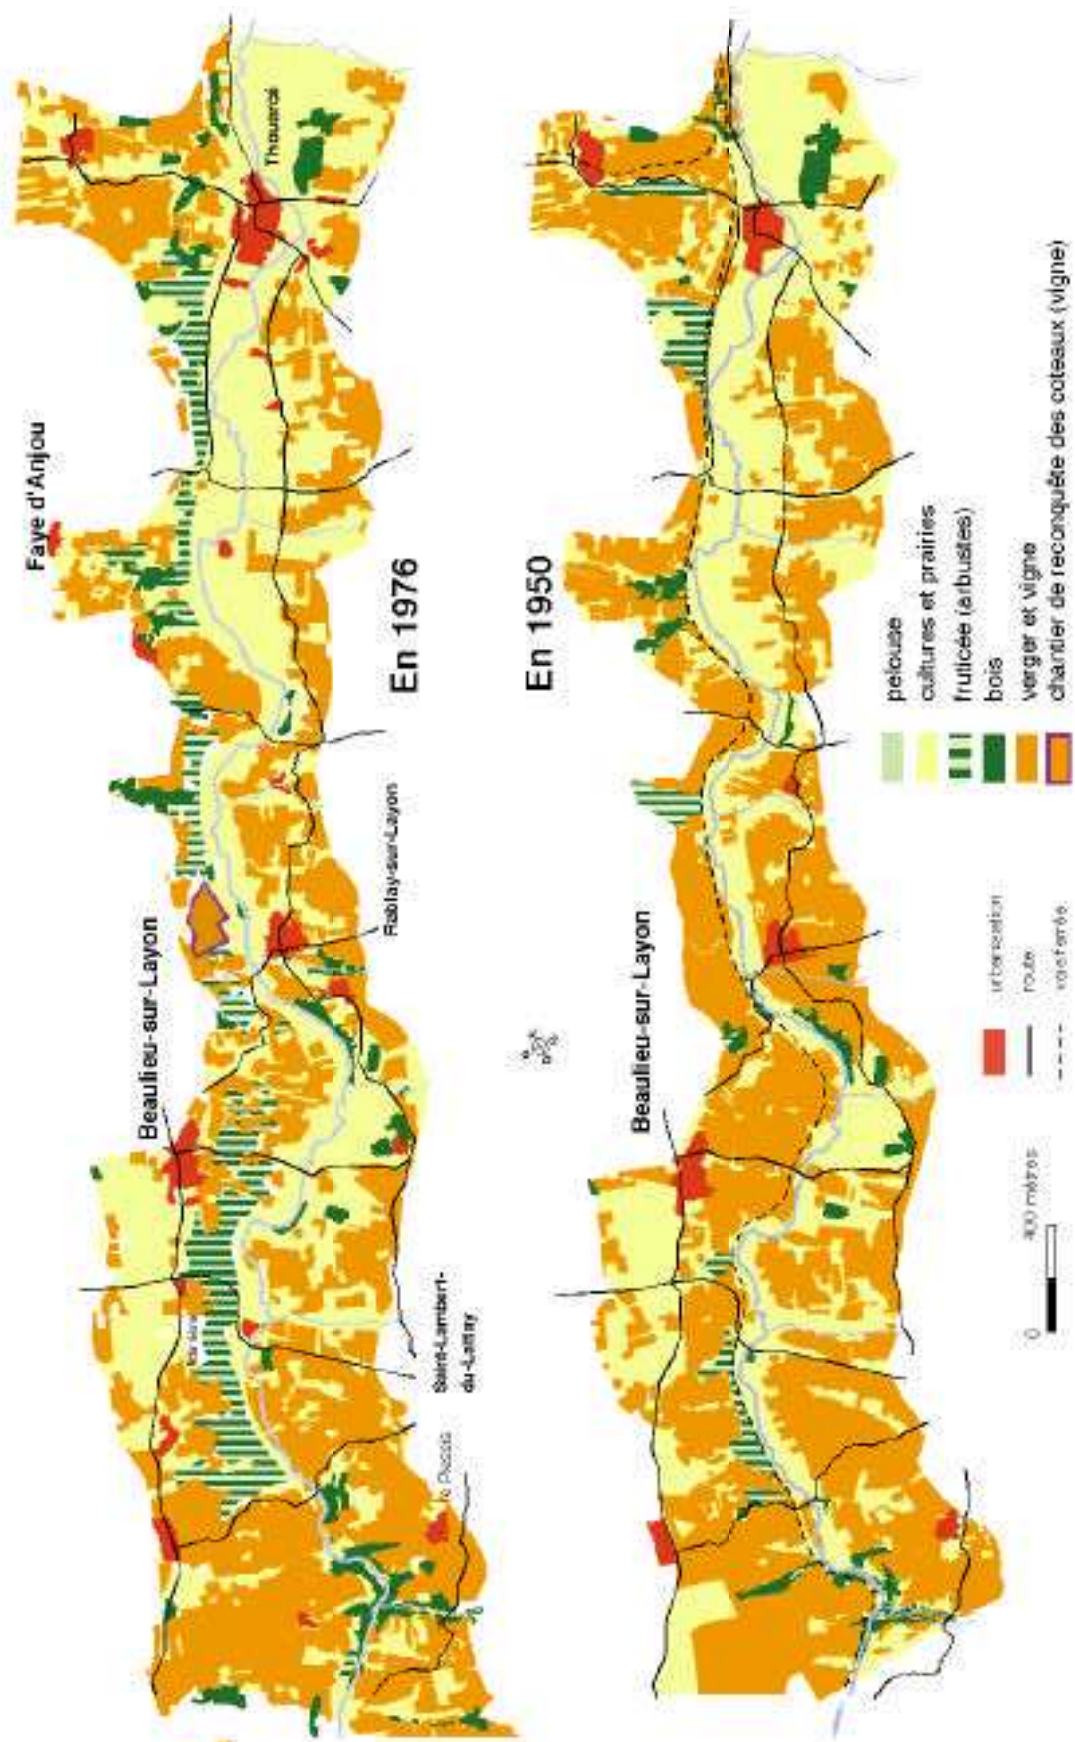 Faye d'Anjou
Thouarcé
En 1976
Beaulieu-sur-Layon
Rablay-sur-Layon
Saint-Lambert-
du-Lattay
le Plessis
En 1950
Beaulieu-sur-Layon
pelouse
cultures et prairies
fruticée (arbustes)
bois
verger et vigne
chantier de reconquête des coteaux (vigne)
urbanisation
route
voie ferrée
0 400 mètres